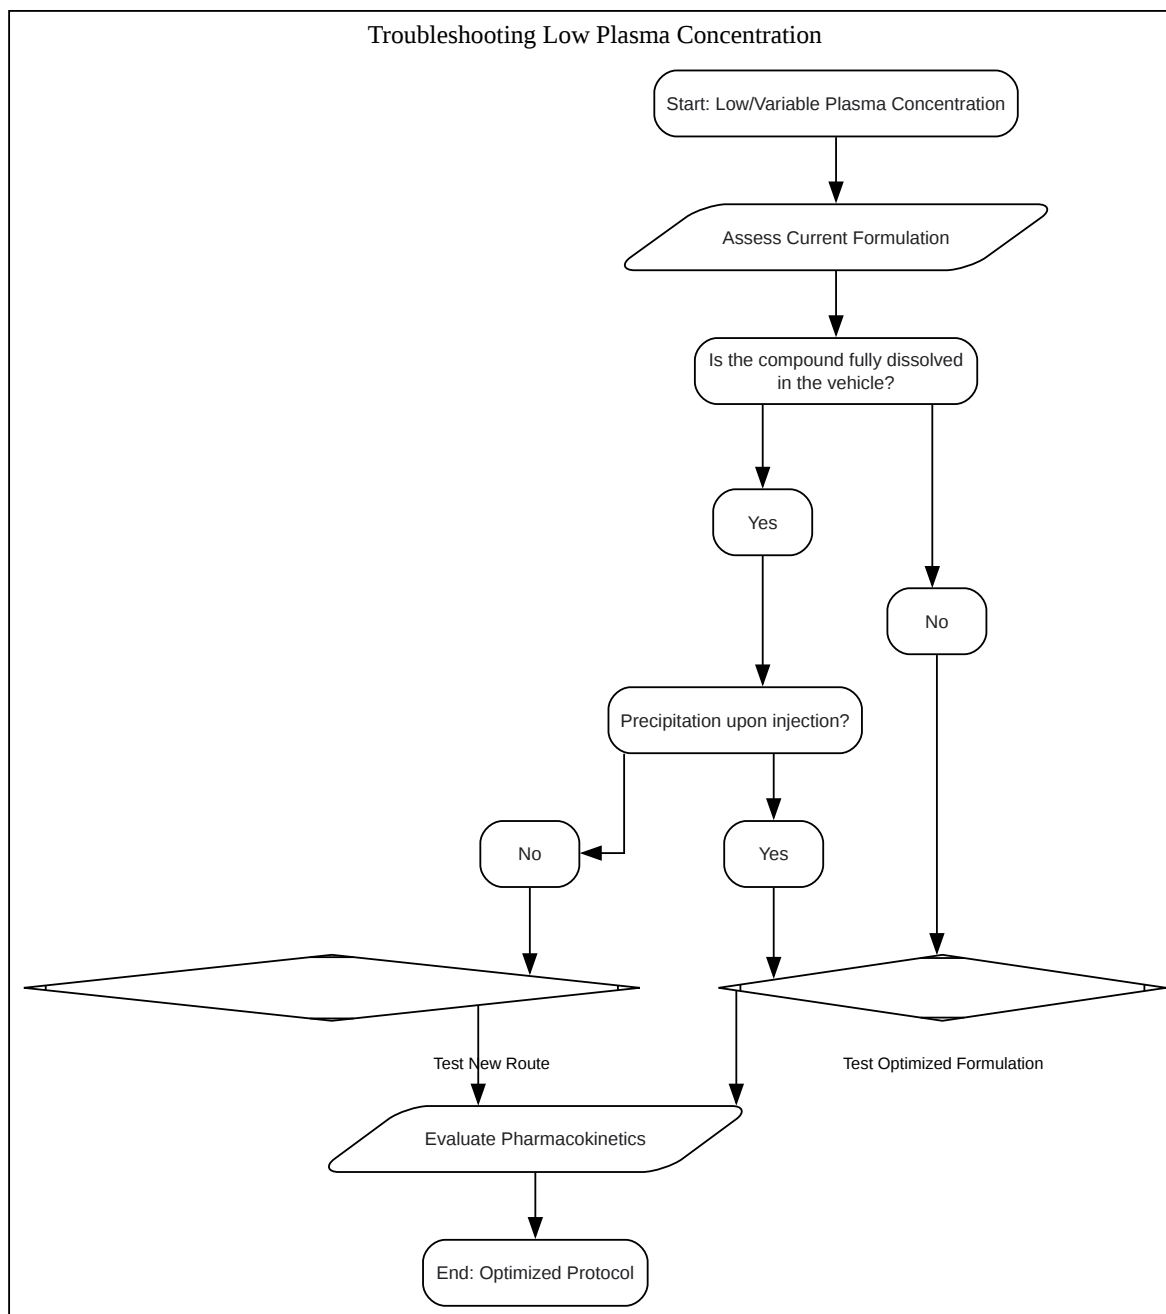 Troubleshooting Low Plasma Concentration
Start: Low/Variable Plasma Concentration
Assess Current Formulation
Is the compound fully dissolved
in the vehicle?
Yes
No
Precipitation upon injection?
No
Yes
Test New Route
Test Optimized Formulation
Evaluate Pharmacokinetics
End: Optimized Protocol